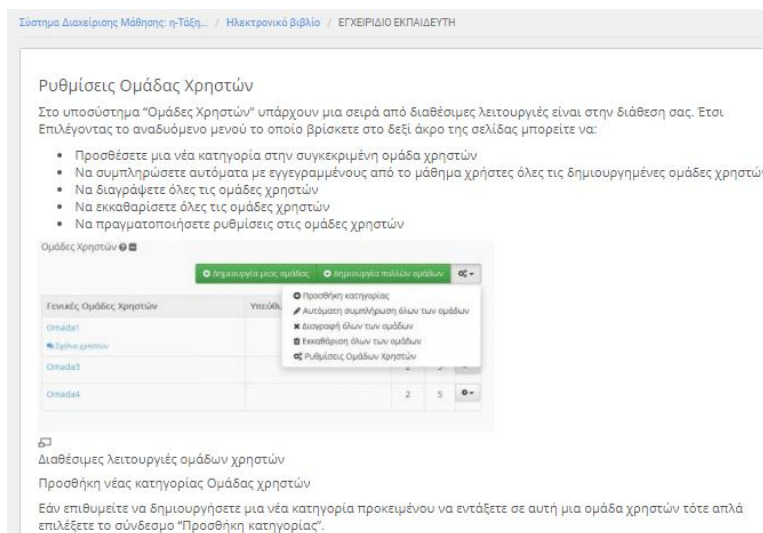 Σύστημα Διαχείρισης Μάθησης: η-Τάξη... / Ηλεκτρονικό βιβλίο / ΕΓΧΕΙΡΙΔΙΟ ΕΚΠΑΙΔΕΥΤΗ
Ρυθμίσεις Ομάδας Χρηστών
Στο υποσύστημα “Ομάδες Χρηστών” υπάρχουν μια σειρά από διαθέσιμες λειτουργιές είναι στην διάθεση σας. Έτσι
Επιλέγοντας το αναδυόμενο μενού το οποίο βρίσκετε στο δεξί άκρο της σελίδας μπορείτε να:
Προσθέσετε μια νέα κατηγορία στην συγκεκριμένη ομάδα χρηστών
Να συμπληρώσετε αυτόματα με εγγεγραμμένους από το μάθημα χρήστες όλες τις δημιουργημένες ομάδες χρηστών
Να διαγράψετε όλες τις ομάδες χρηστών
Να εκκαθαρίσετε όλες τις ομάδες χρηστών
Να πραγματοποιήσετε ρυθμίσεις στις ομάδες χρηστών
Ομάδες Χρηστών
Δημιουργία μιας ομάδας Δημιουργία πολλών ομάδων
Προσθήκη κατηγορίας
Γενικές Ομάδες Χρηστών Υπεύθυ
Αυτόματη συμπλήρωση όλων των ομάδων
Omada1
Διαγραφή όλων των ομάδων
Σχόλια χρηστών
Εκκαθάριση όλων των ομάδων
Ρυθμίσεις Ομάδων Χρηστών
Omada3 2 5
Omada4 2 5
Διαθέσιμες λειτουργίες ομάδων χρηστών
Προσθήκη νέας κατηγορίας Ομάδας χρηστών
Εάν επιθυμείτε να δημιουργήσετε μια νέα κατηγορία προκειμένου να εντάξετε σε αυτή μια ομάδα χρηστών τότε απλά
επιλέξετε το σύνδεσμο “Προσθήκη κατηγορίας”.